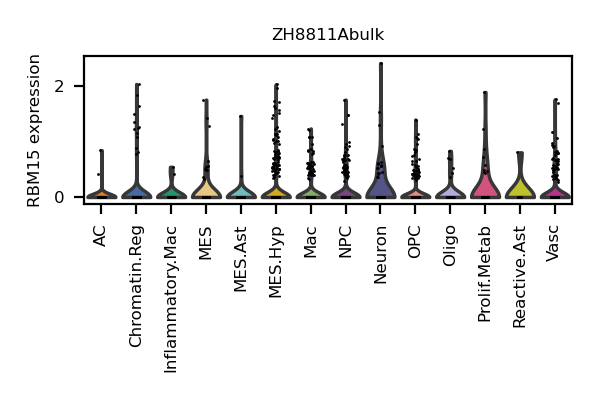 ZH8811Abulk
RBM15 expression
2
0
AC
Chromatin.Reg
Inflammatory.Mac
MES
MES.Ast
MES.Hyp
Mac
NPC
Neuron
OPC
Oligo
Prolif.Metab
Reactive.Ast
Vasc